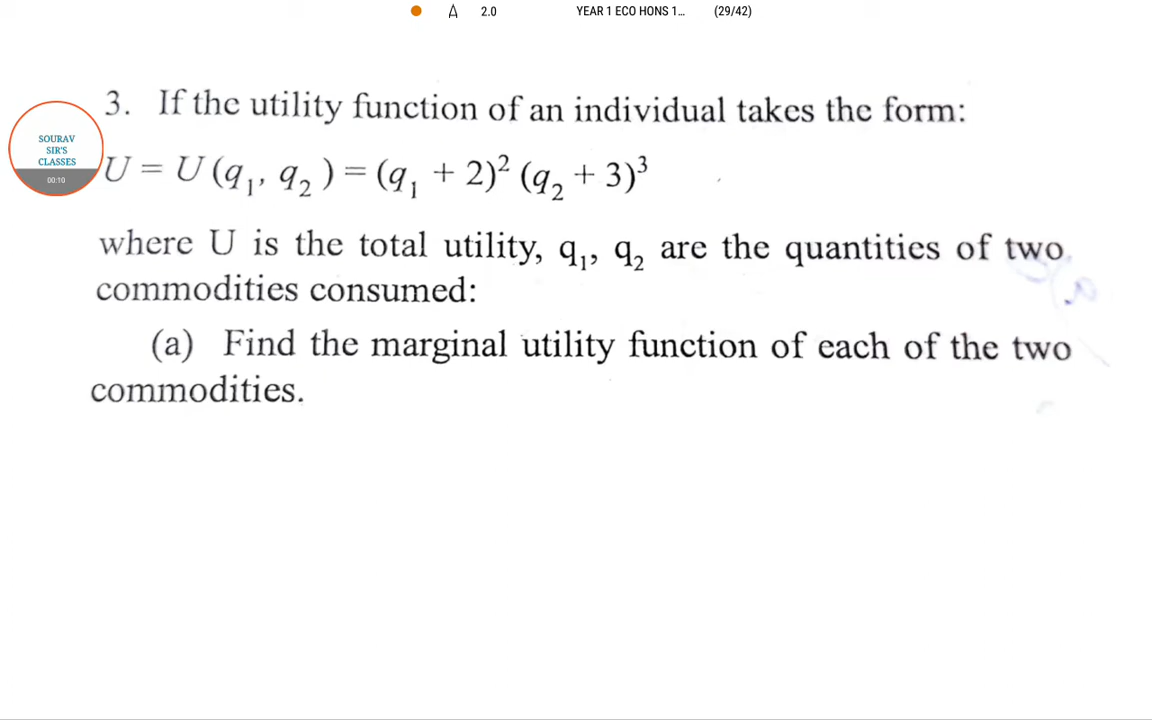 2.0 YEAR 1 ECO HONS 1... (29/42)
3. If the utility function of an individual takes the form:
SOURAV
SIR'S
CLASSES
00:10
U = U (q₁, q₂) = (q₁ + 2)² (q₂ + 3)³
where U is the total utility, q₁, q₂ are the quantities of two
commodities consumed:
(a) Find the marginal utility function of each of the two
commodities.